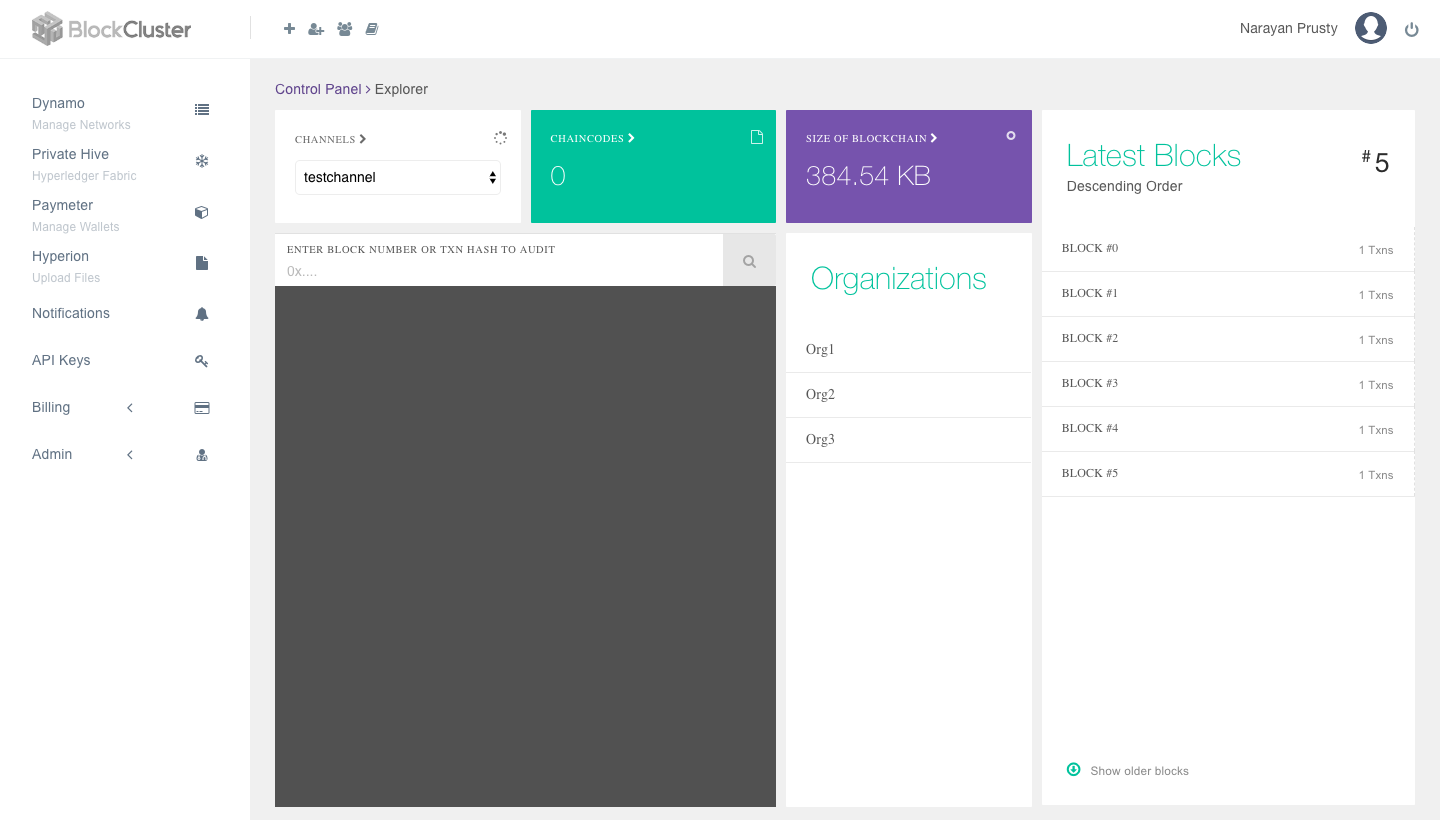 BlockCluster
Narayan Prusty
Dynamo
Manage Networks
Private Hive
Hyperledger Fabric
Paymeter
Manage Wallets
Hyperion
Upload Files
Notifications
API Keys
Billing
Admin
Control Panel > Explorer
CHANNELS
testchannel
CHAINCODES
0
SIZE OF BLOCKCHAIN
384.54 KB
ENTER BLOCK NUMBER OR TXN HASH TO AUDIT
0x....
Organizations
Org1
Org2
Org3
Latest Blocks
# 5
Descending Order
BLOCK #0 1 Txns
BLOCK #1 1 Txns
BLOCK #2 1 Txns
BLOCK #3 1 Txns
BLOCK #4 1 Txns
BLOCK #5 1 Txns
Show older blocks